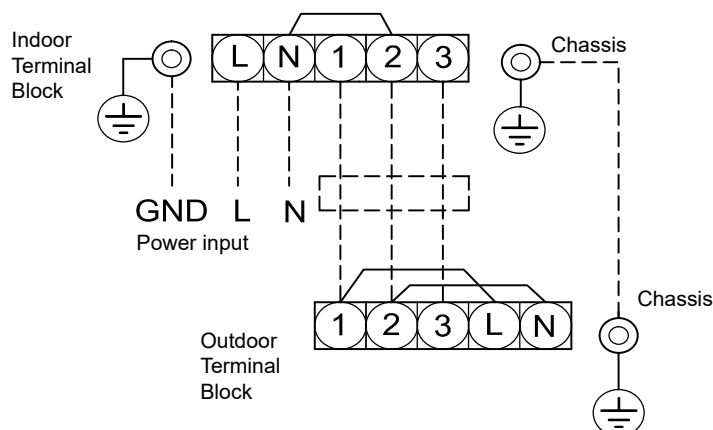 Indoor
Terminal
Block
L N 1 2 3
Chassis
GND L N
Power input
Outdoor
Terminal
Block
1 2 3 L N
Chassis